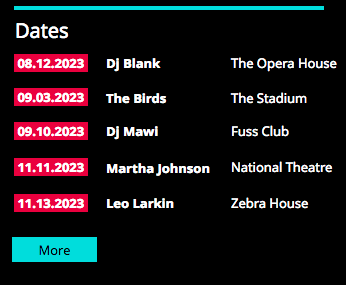 Dates
08.12.2023 Dj Blank The Opera House
09.03.2023 The Birds The Stadium
09.10.2023 Dj Mawi Fuss Club
11.11.2023 Martha Johnson National Theatre
11.13.2023 Leo Larkin Zebra House
More